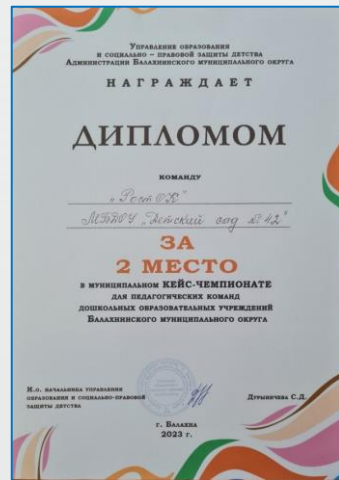 Управление образования
и социально – правовой защиты детства
Администрации Балахнинского муниципального округа
НАГРАЖДАЕТ
ДИПЛОМОМ
команду
„РостОК"
МБДОУ „Детский сад № 42"
ЗА
2 МЕСТО
в муниципальном КЕЙС-ЧЕМПИОНАТЕ
для педагогических команд
дошкольных образовательных учреждений
Балахнинского муниципального округа
И.о. начальника управления
образования и социально-правовой
защиты детства
Дурыничева С.Д.
г. Балахна
2023 г.